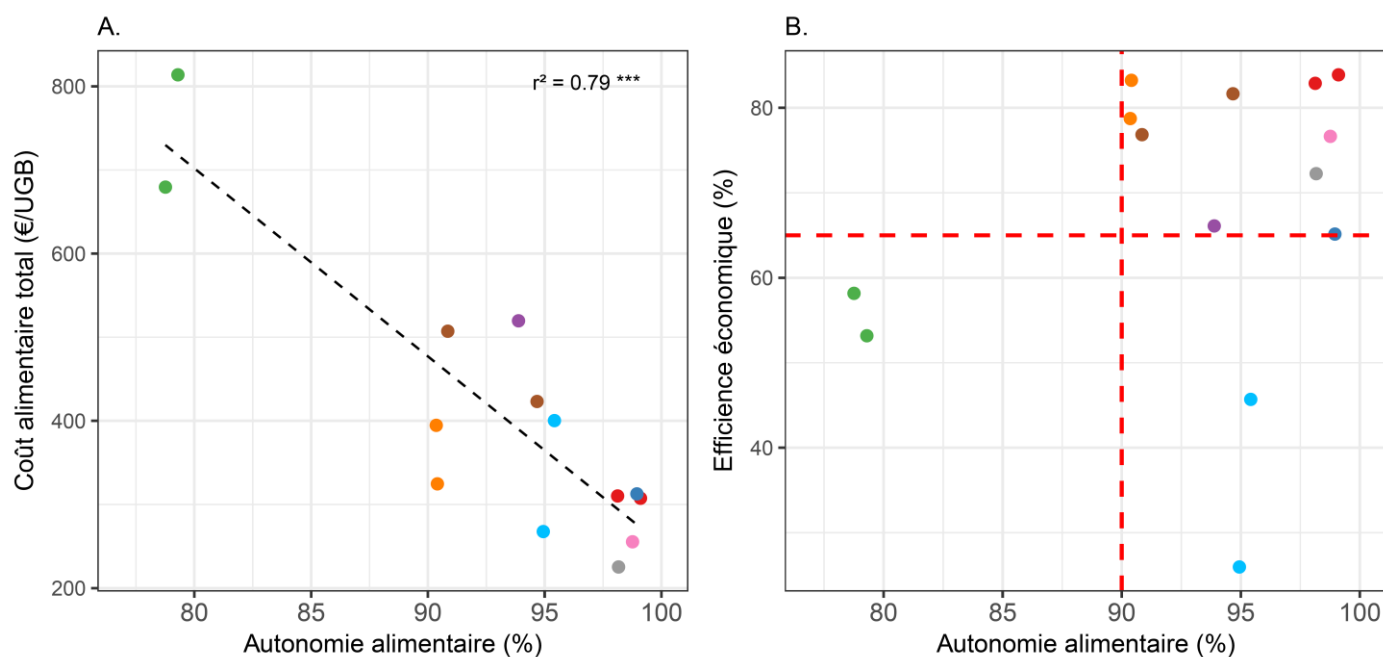 A.
r² = 0.79 ***
800
600
400
200
Coût alimentaire total (€/UGB)
80 85 90 95 100
Autonomie alimentaire (%)
B.
80
60
40
Efficience économique (%)
80 85 90 95 100
Autonomie alimentaire (%)